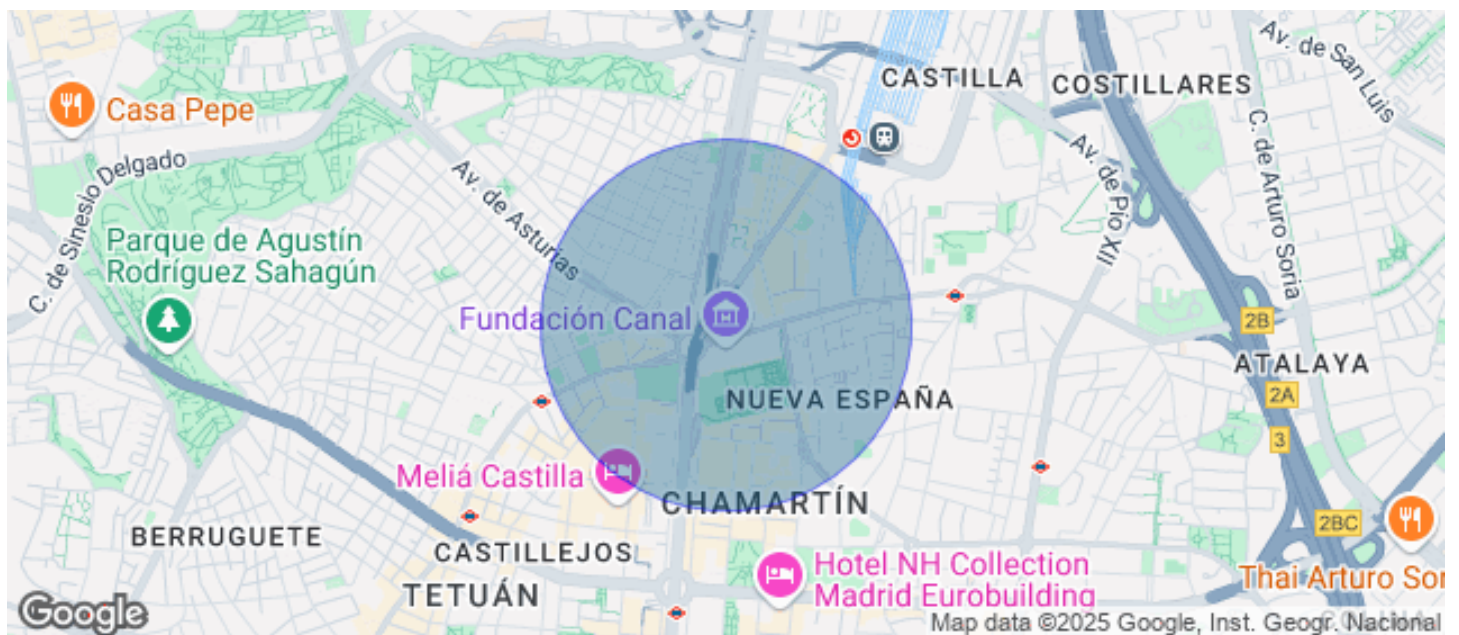 CASTILLA
COSTILLARES
Av. de San Luis
Casa Pepe
C. de Sinesio Delgado
Av. de Asturias
Av. de Pío XII
C. de Arturo Soria
Parque de Agustín
Rodríguez Sahagún
Fundación Canal
2B
ATALAYA
2A
NUEVA ESPAÑA
3
Meliá Castilla
CHAMARTÍN
BERRUGUETE
CASTILLEJOS
2BC
TETUÁN
Hotel NH Collection
Madrid Eurobuilding
Thai Arturo Sor
Google
Map data ©2025 Google, Inst. Geogr. Nacional